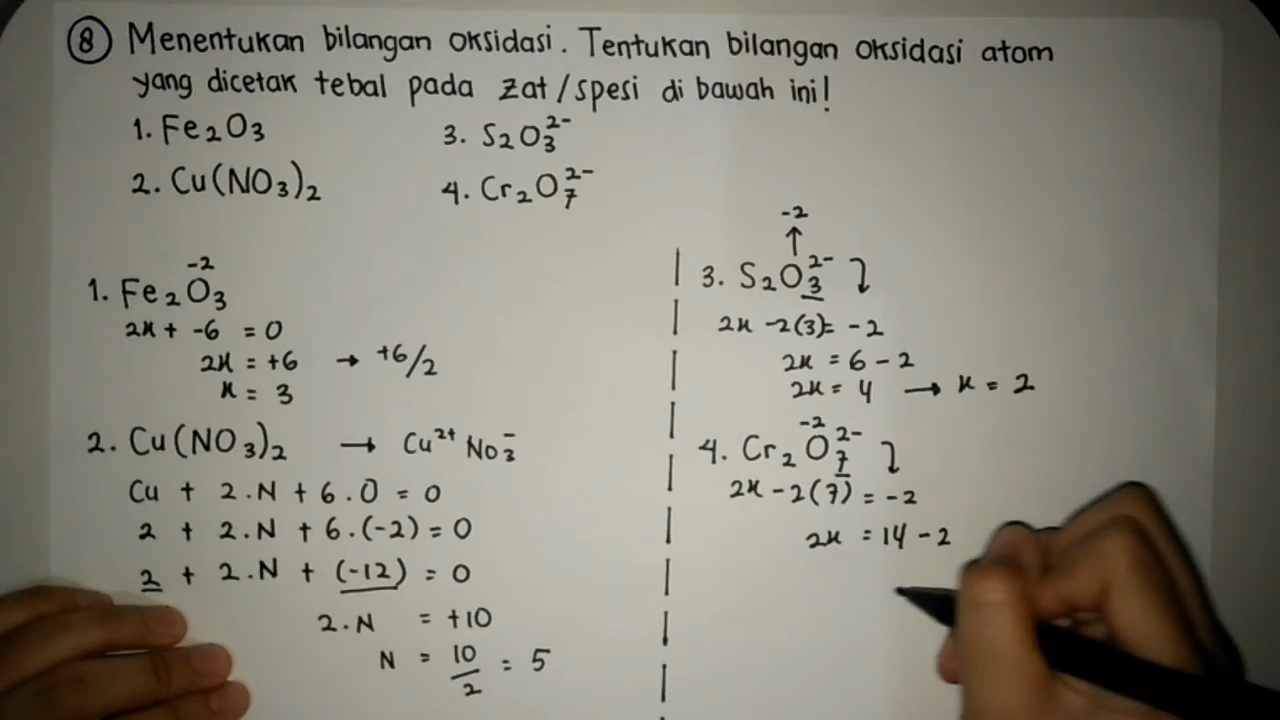 8 Menentukan bilangan oksidasi. Tentukan bilangan oksidasi atom
yang dicetak tebal pada zat/spesi di bawah ini!
1. Fe₂O₃
2. Cu(NO₃)₂
3. S₂O₃²⁻
4. Cr₂O₇²⁻
-2
1. Fe₂O₃
2x + -6 = 0
2x = +6 → +6/2
x = 3
2. Cu(NO₃)₂ → Cu²⁺ NO₃⁻
Cu + 2.N + 6.O = 0
2 + 2.N + 6.(-2) = 0
2 + 2.N + (-12) = 0
2.N = +10
N = 10/2 = 5
-2
↑
3. S₂O₃²⁻
2x -2(3) = -2
2x = 6 - 2
2x = 4 → x = 2
-2
4. Cr₂O₇²⁻
2x - 2(7) = -2
2x = 14 - 2